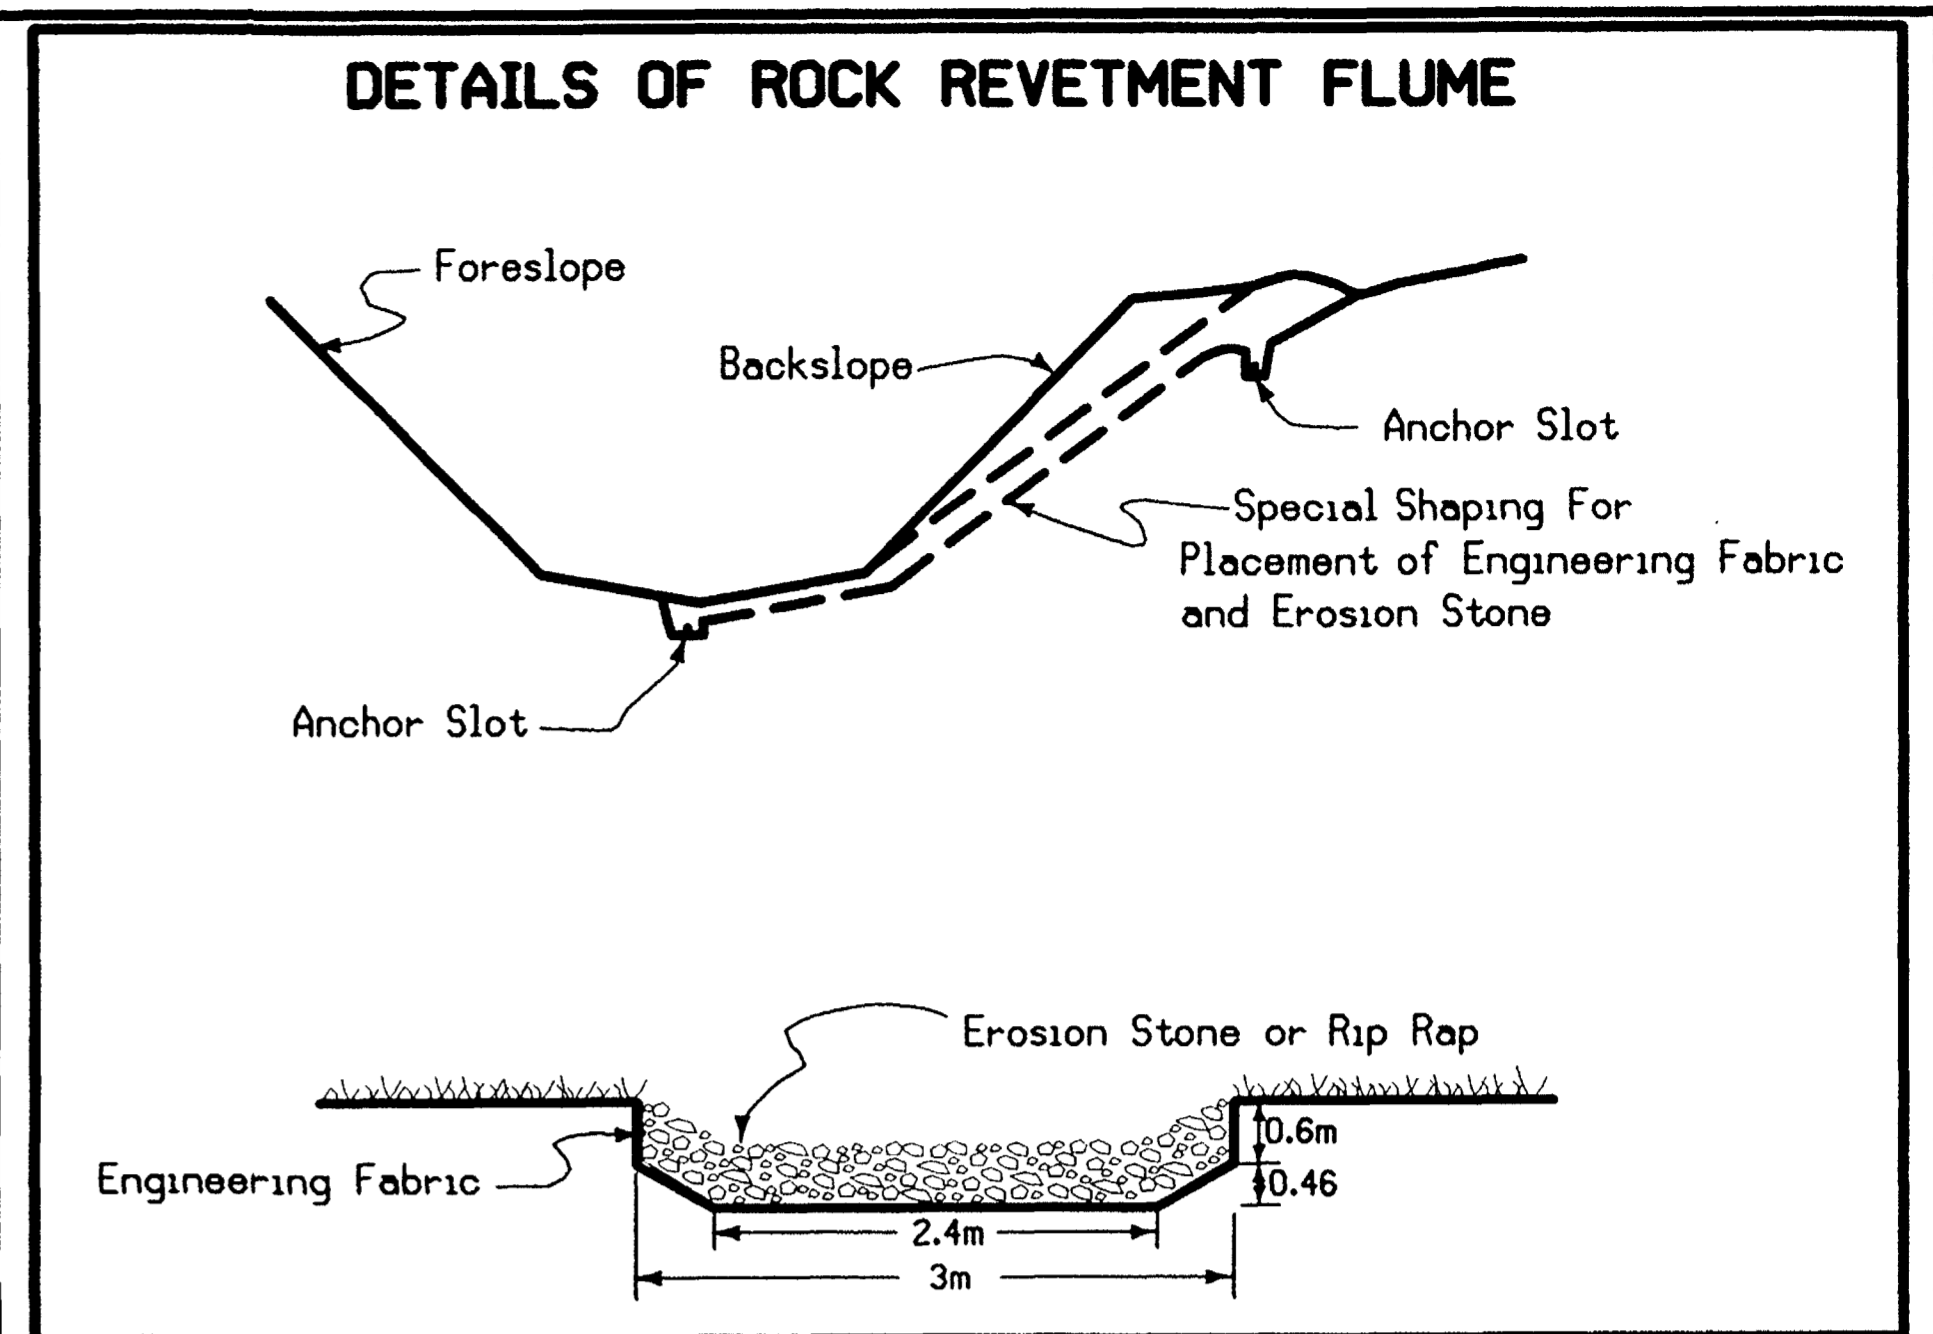 DETAILS OF ROCK REVETMENT FLUME
Foreslope
Backslope
Anchor Slot
Special Shaping For
Placement of Engineering Fabric
and Erosion Stone
Anchor Slot
Erosion Stone or Rip Rap
0.6m
Engineering Fabric
0.46
2.4m
3m